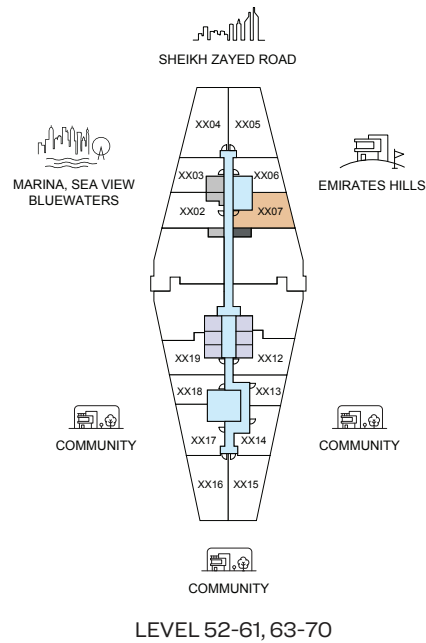 SHEIKH ZAYED ROAD
XX04 XX05
MARINA, SEA VIEW
BLUEWATERS
EMIRATES HILLS
XX03 XX06
XX02 XX07
XX19 XX12
XX18 XX13
COMMUNITY
COMMUNITY
XX17 XX14
XX16 XX15
COMMUNITY
LEVEL 52-61, 63-70